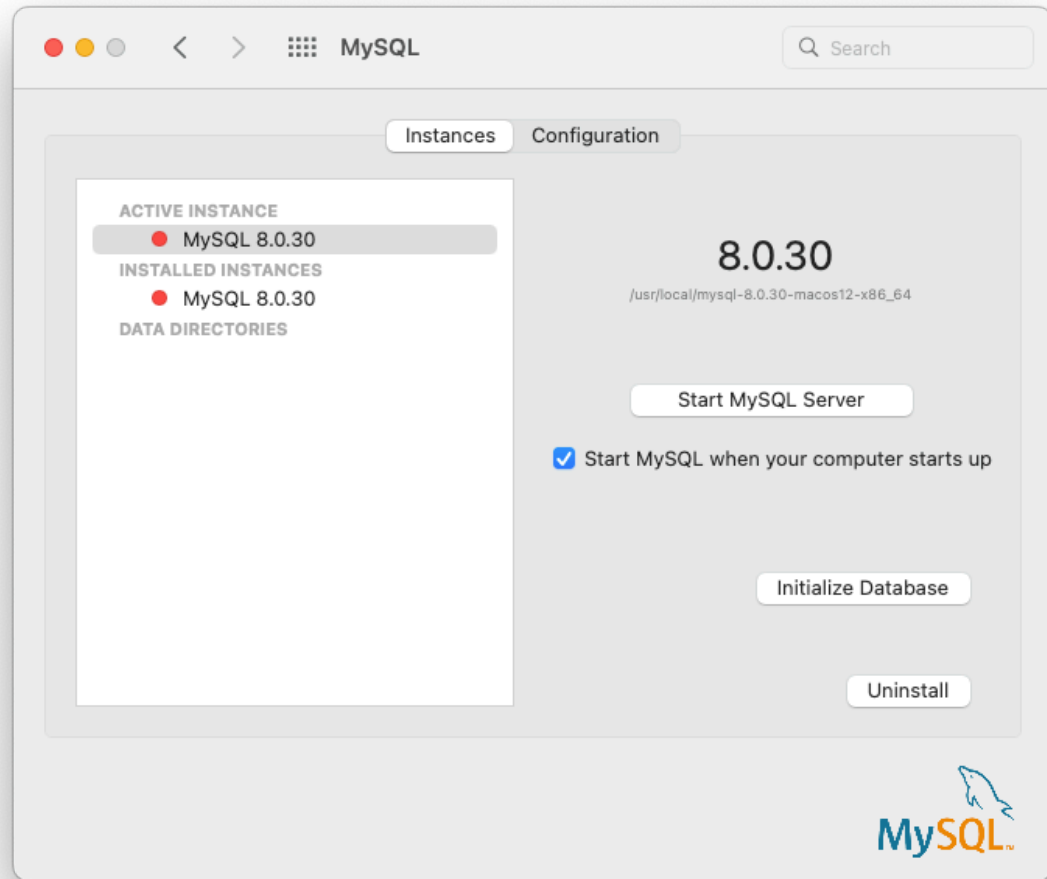 MySQL
Search
Instances
Configuration
ACTIVE INSTANCE
MySQL 8.0.30
INSTALLED INSTANCES
MySQL 8.0.30
DATA DIRECTORIES
8.0.30
/usr/local/mysql-8.0.30-macos12-x86_64
Start MySQL Server
Start MySQL when your computer starts up
Initialize Database
Uninstall
MySQL™